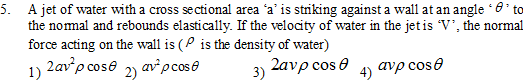 5. A jet of water with a cross sectional area ‘a’ is striking against a wall at an angle ‘θ’ to
the normal and rebounds elastically. If the velocity of water in the jet is ‘V’, the normal
force acting on the wall is (ρ is the density of water)
1) 2av²ρ cosθ 2) av²ρ cosθ 3) 2avρ cosθ 4) avρ cosθ